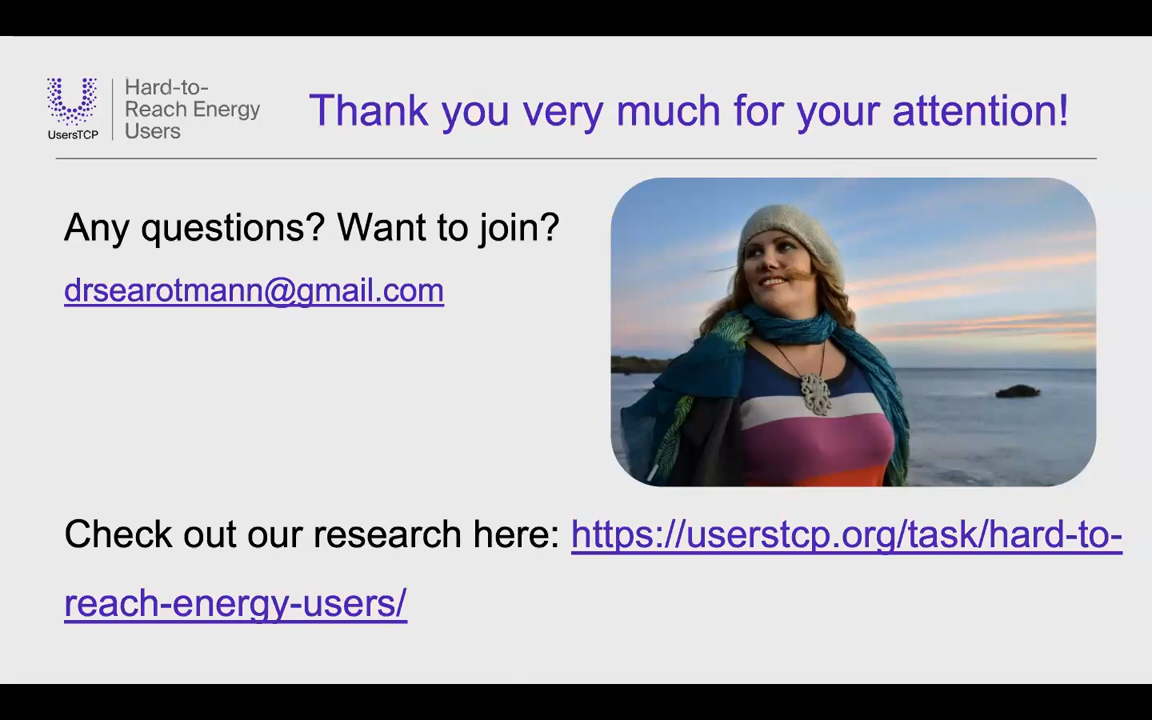 Hard-to-
Reach Energy
Users
UsersTCP
Thank you very much for your attention!
Any questions? Want to join?
drsearotmann@gmail.com
Check out our research here: https://userstcp.org/task/hard-to-
reach-energy-users/